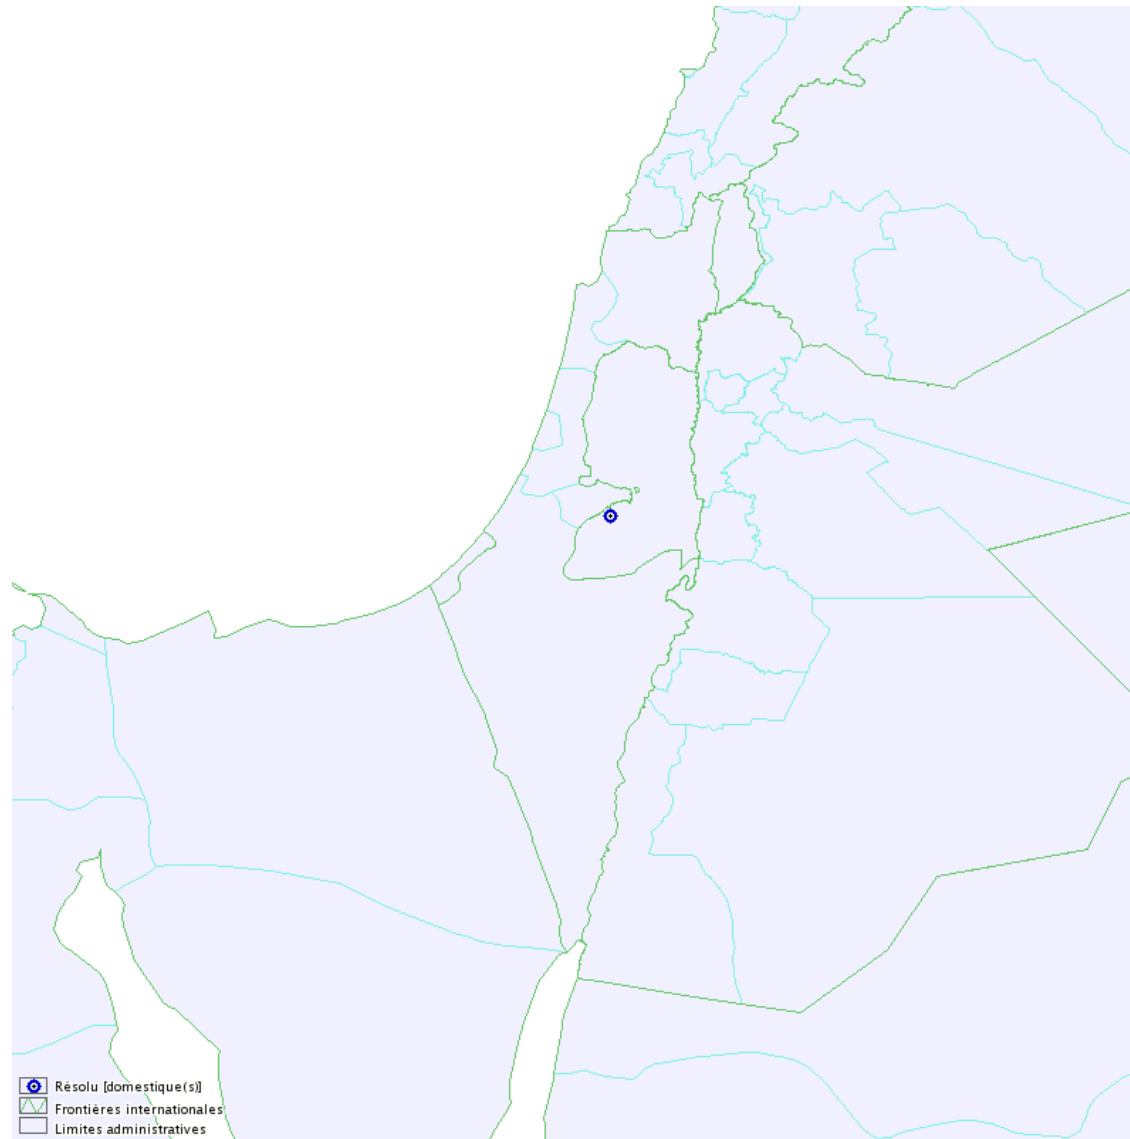 Résolu [domestique(s)]
Frontières internationales
Limites administratives